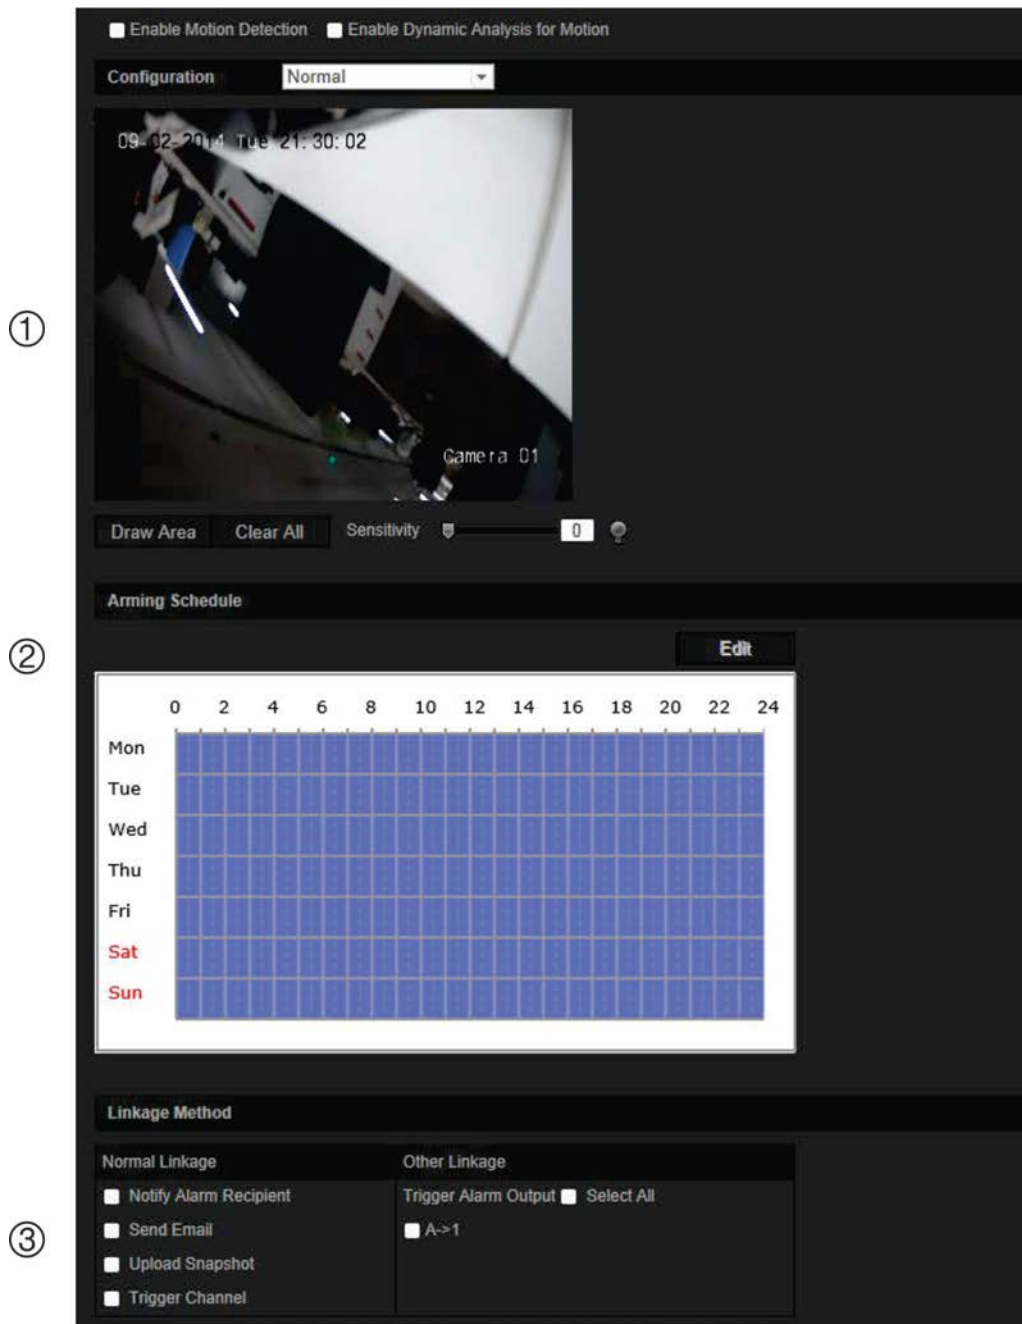 Enable Motion Detection Enable Dynamic Analysis for Motion
Configuration Normal
09-02-2014 Tue 21:30:02
①
Camera 01
Draw Area Clear All Sensitivity 0
Arming Schedule
②
Edit
0 2 4 6 8 10 12 14 16 18 20 22 24
Mon
Tue
Wed
Thu
Fri
Sat
Sun
Linkage Method
Normal Linkage Other Linkage
Notify Alarm Recipient Trigger Alarm Output Select All
③
Send Email A->1
Upload Snapshot
Trigger Channel